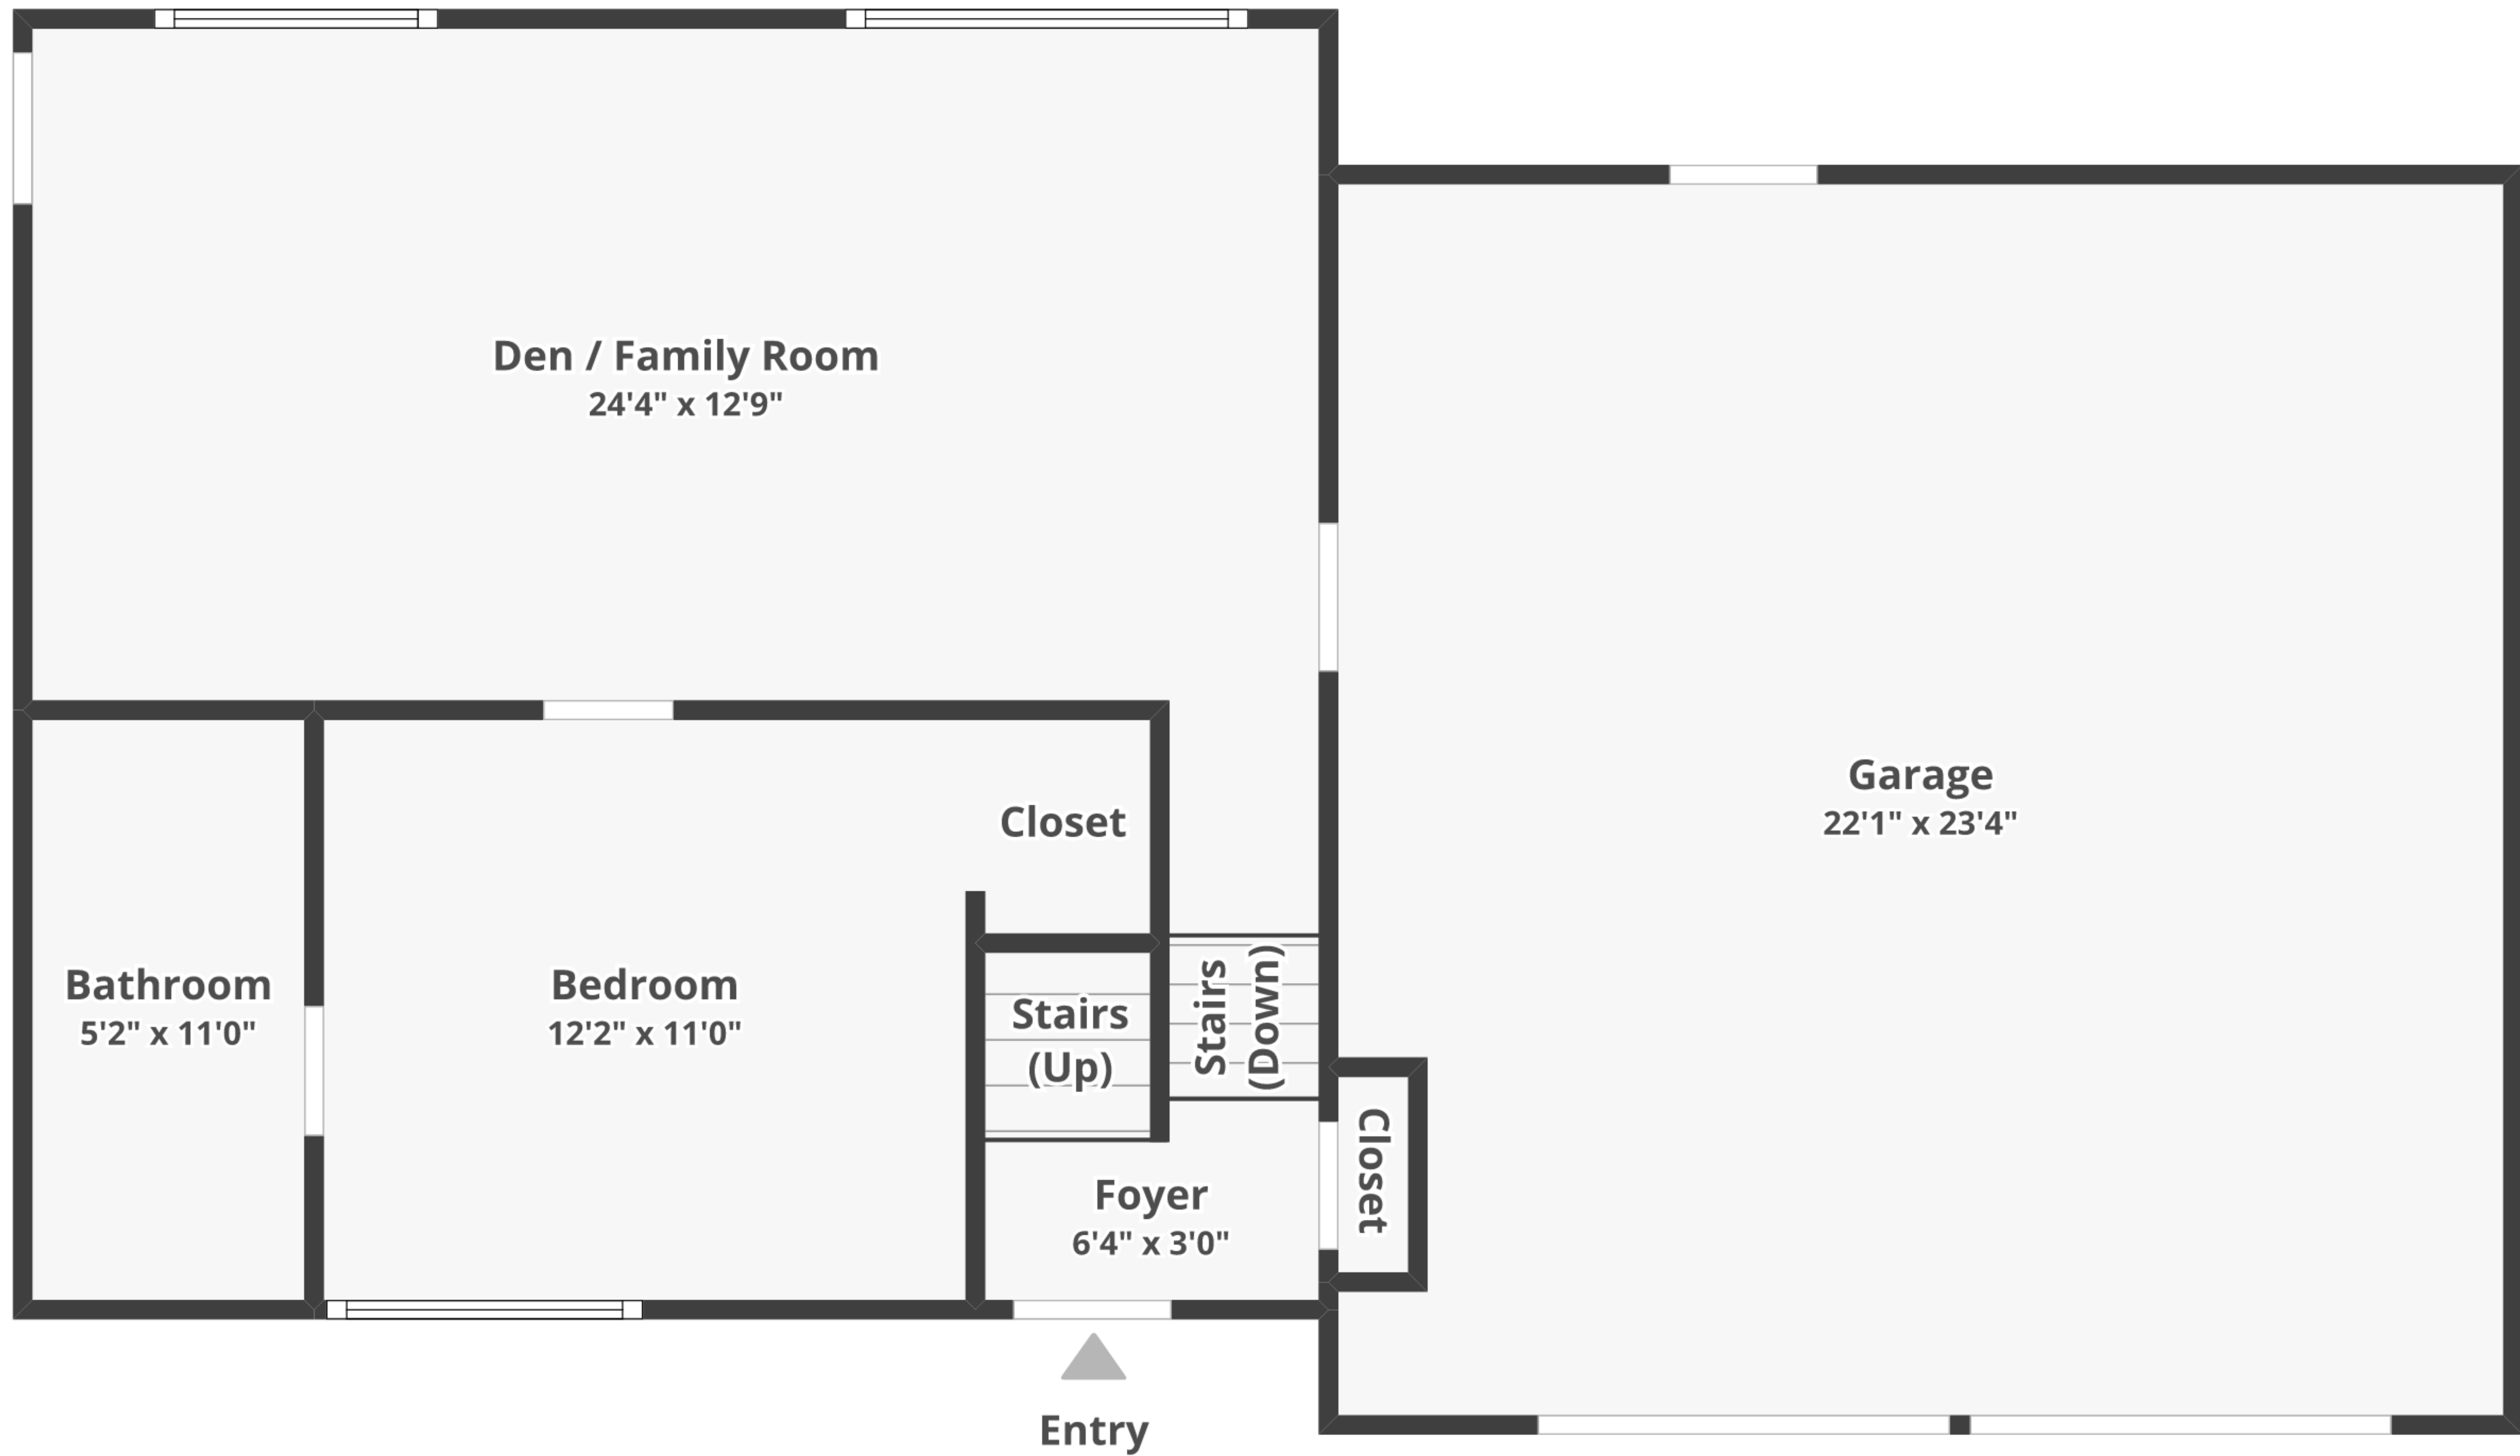 Den / Family Room
24'4" x 12'9"
Garage
22'1" x 23'4"
Closet
Bathroom
5'2" x 11'0"
Bedroom
12'2" x 11'0"
Stairs
(Up)
Stairs
(Down)
Closet
Foyer
6'4" x 3'0"
Entry